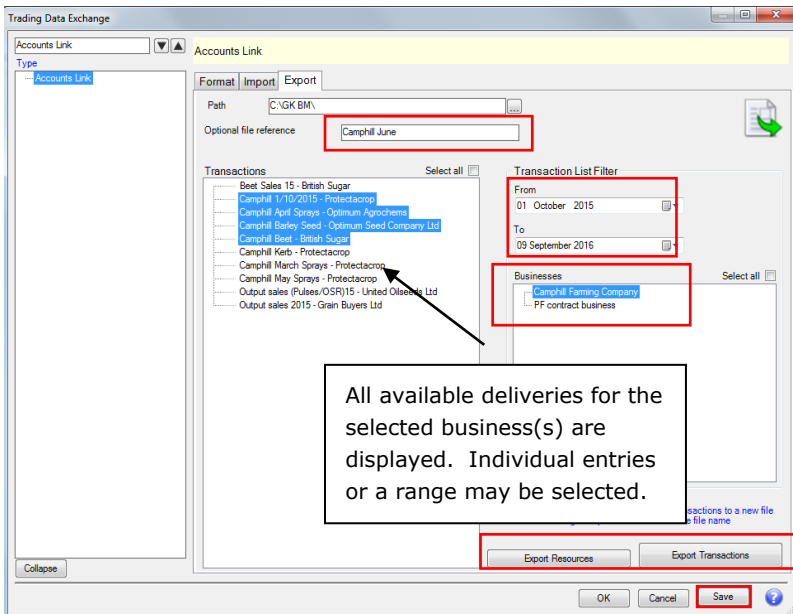 Trading Data Exchange
Accounts Link
Type
Accounts Link
Accounts Link
Format Import Export
Path C:\GK BM\ ...
Optional file reference Camphill June
Transactions Select all
Beet Sales 15 - British Sugar
Camphill 1/10/2015 - Protectacrop
Camphill April Sprays - Optimum Agrochems
Camphill Barley Seed - Optimum Seed Company Ltd
Camphill Beet - British Sugar
Camphill Kerb - Protectacrop
Camphill March Sprays - Protectacrop
Camphill May Sprays - Protectacrop
Output sales (Pulses/OSR)15 - United Oilseeds Ltd
Output sales 2015 - Grain Buyers Ltd
Transaction List Filter
From
01 October 2015
To
09 September 2016
Businesses Select all
Camphill Farming Company
PF contract business
All available deliveries for the
selected business(s) are
displayed. Individual entries
or a range may be selected.
sactions to a new file
file name
Export Resources Export Transactions
Collapse
OK Cancel Save ?